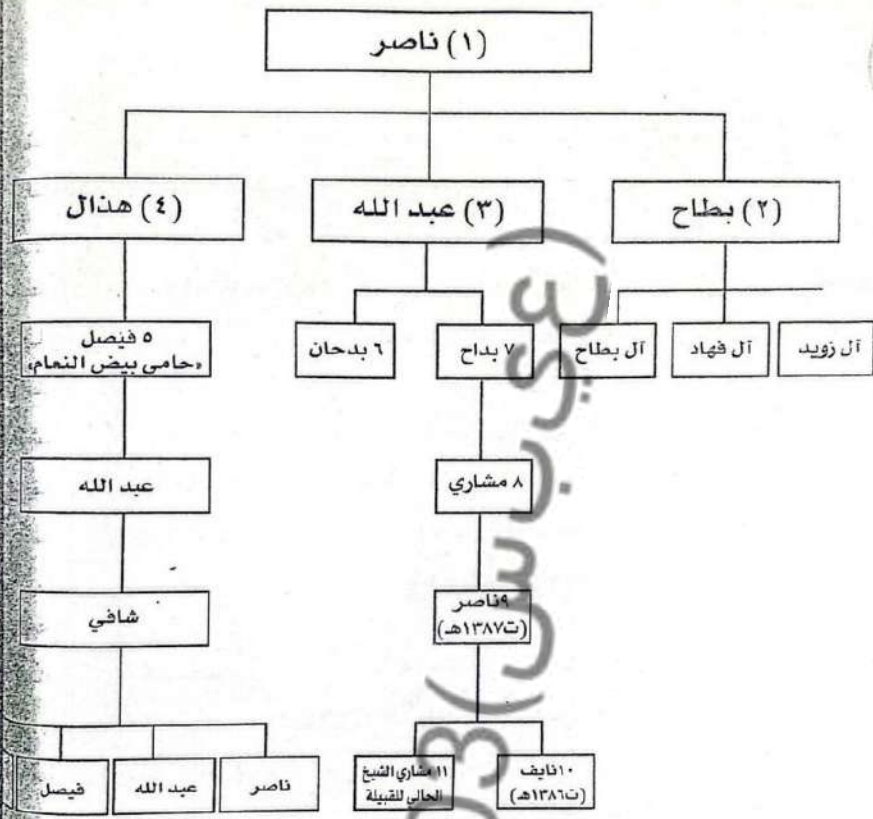 (١) ناصر
(٢) بطاح
(٣) عبد الله
(٤) هذال
آل زويد
آل فهاد
آل بطاح
٧ بداح
٦ بدحان
٥ فيصل
«حامي بيض النعام»
٨ مشاري
عبد الله
٩ناصر
(ت١٣٨٧هـ)
شافي
١٠نايف
(ت١٣٨٦هـ)
١١ مشاري الشيخ
الحالي للقبيلة
ناصر
عبد الله
فيصل